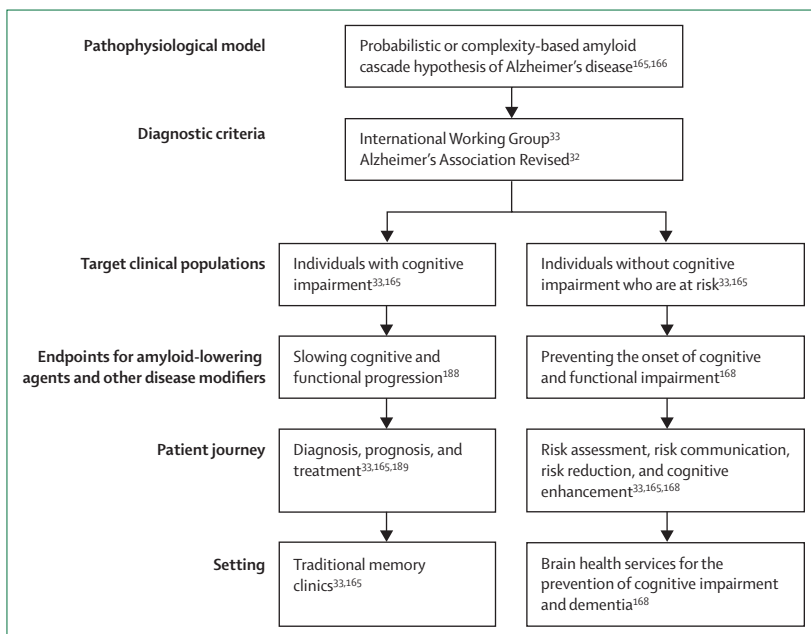 Pathophysiological model
Probabilistic or complexity-based amyloid
cascade hypothesis of Alzheimer's disease165,166
Diagnostic criteria
International Working Group33
Alzheimer's Association Revised32
Target clinical populations
Individuals with cognitive
impairment33,165
Individuals without cognitive
impairment who are at risk33,165
Endpoints for amyloid-lowering
agents and other disease modifiers
Slowing cognitive and
functional progression188
Preventing the onset of cognitive
and functional impairment168
Patient journey
Diagnosis, prognosis, and
treatment33,165,189
Risk assessment, risk communication,
risk reduction, and cognitive
enhancement33,165,168
Setting
Traditional memory
clinics33,165
Brain health services for the
prevention of cognitive impairment
and dementia168